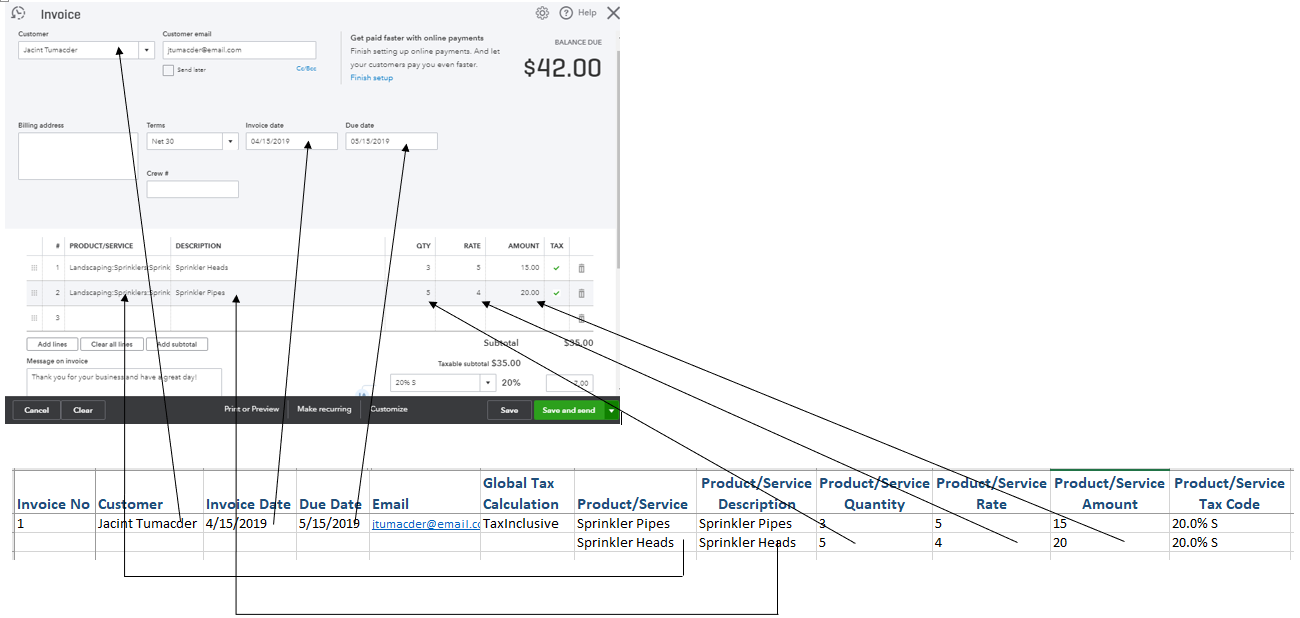 Invoice
Help
Customer
Customer email
Jacint Tumacder
jtumacder@email.com
Send later
Cc/Bcc
Get paid faster with online payments
Finish setting up online payments. And let
your customers pay you even faster.
Finish setup
BALANCE DUE
$42.00
Billing address
Terms
Invoice date
Due date
Net 30
04/15/2019
05/15/2019
Crew #
# PRODUCT/SERVICE DESCRIPTION QTY RATE AMOUNT TAX
1 Landscaping:Sprinklers:Sprink Sprinkler Heads 3 5 15.00
2 Landscaping:Sprinklers:Sprink Sprinkler Pipes 5 4 20.00
3
Add lines Clear all lines Add subtotal
Subtotal $35.00
Message on invoice
Taxable subtotal $35.00
Thank you for your business and have a great day!
20% S 20% 7.00
Cancel Clear Print or Preview Make recurring Customize Save Save and send
Invoice No Customer Invoice Date Due Date Email Global Tax Calculation Product/Service Product/Service Description Product/Service Quantity Product/Service Rate Product/Service Amount Product/Service Tax Code
1 Jacint Tumacder 4/15/2019 5/15/2019 jtumacder@email.cc TaxInclusive Sprinkler Pipes Sprinkler Pipes 3 5 15 20.0% S
Sprinkler Heads Sprinkler Heads 5 4 20 20.0% S